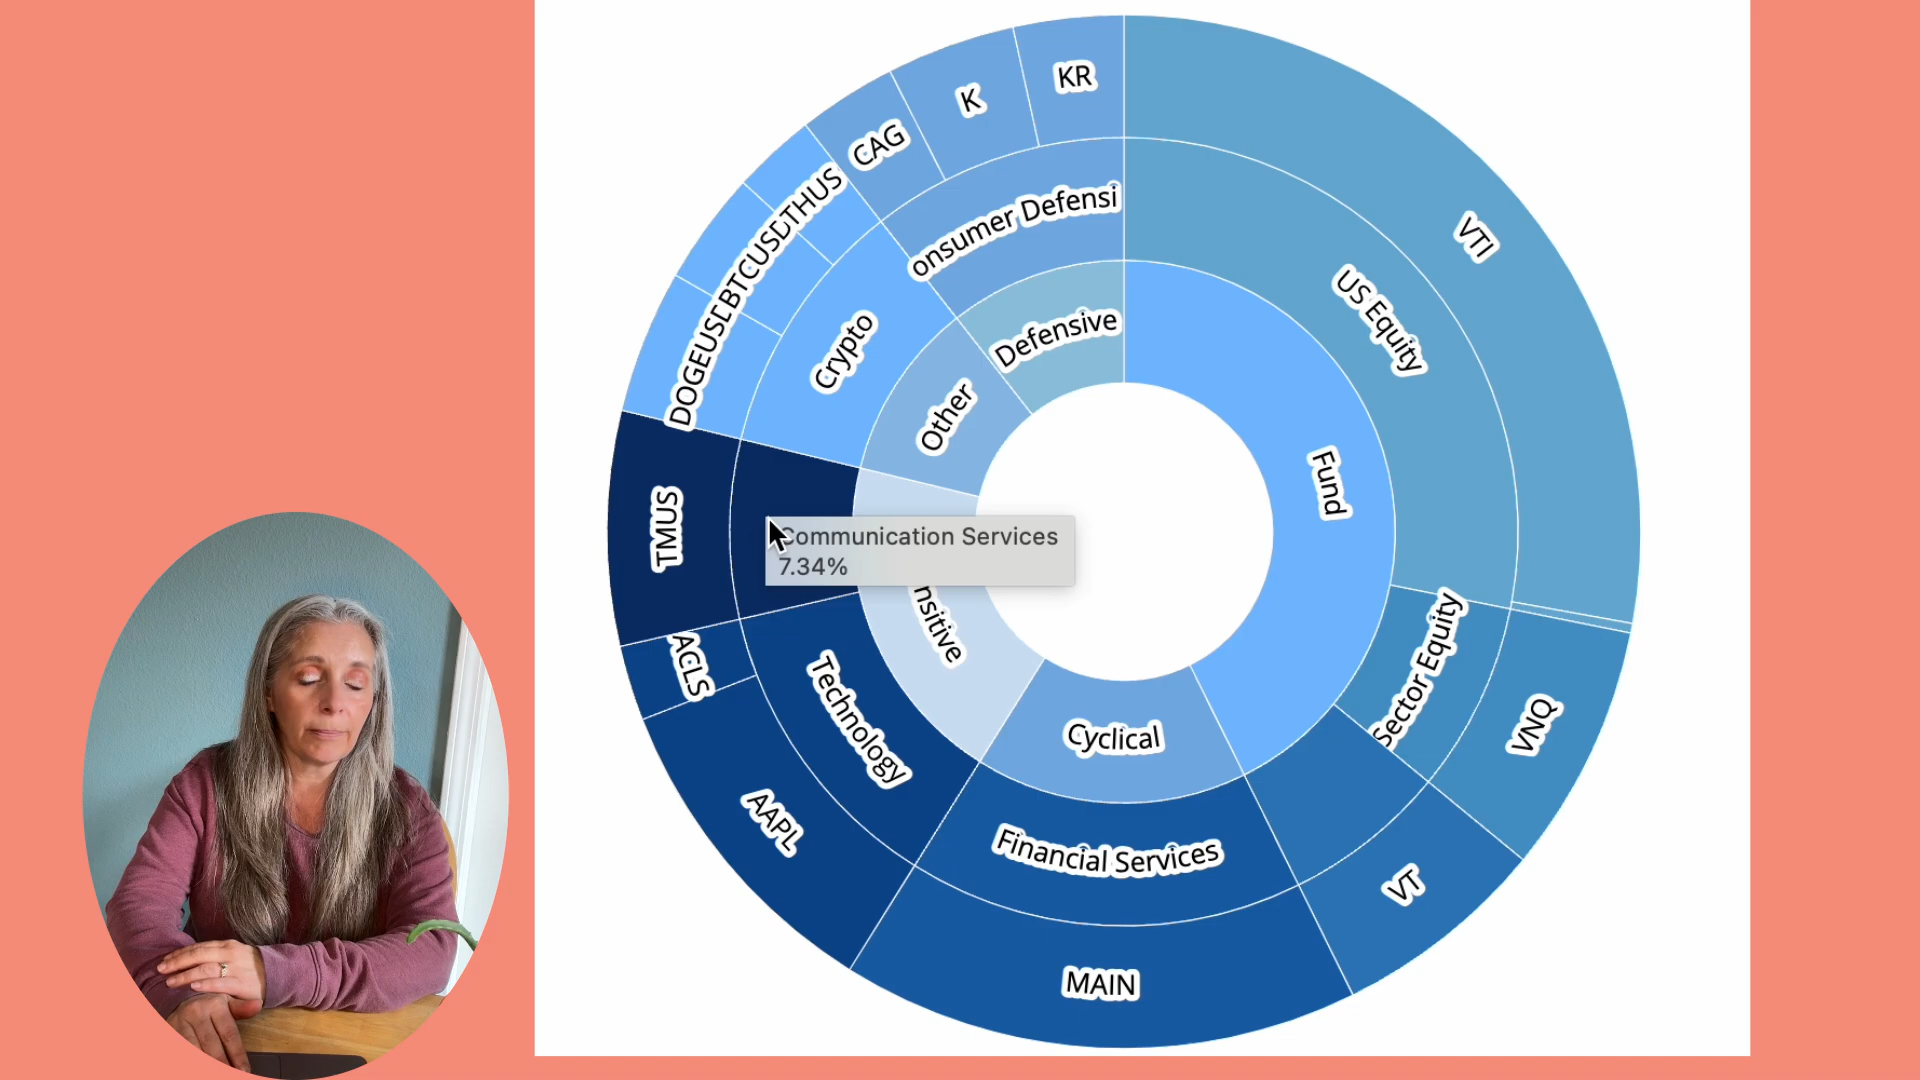 KR
K
CAG
THUS
BTCUSD
DOGEUSD
onsumer Defensi
Defensive
Crypto
Other
VTI
US Equity
Fund
TMUS
Communication Services
7.34%
nsitive
ACLS
Technology
AAPL
Cyclical
Financial Services
MAIN
Sector Equity
VNQ
VT